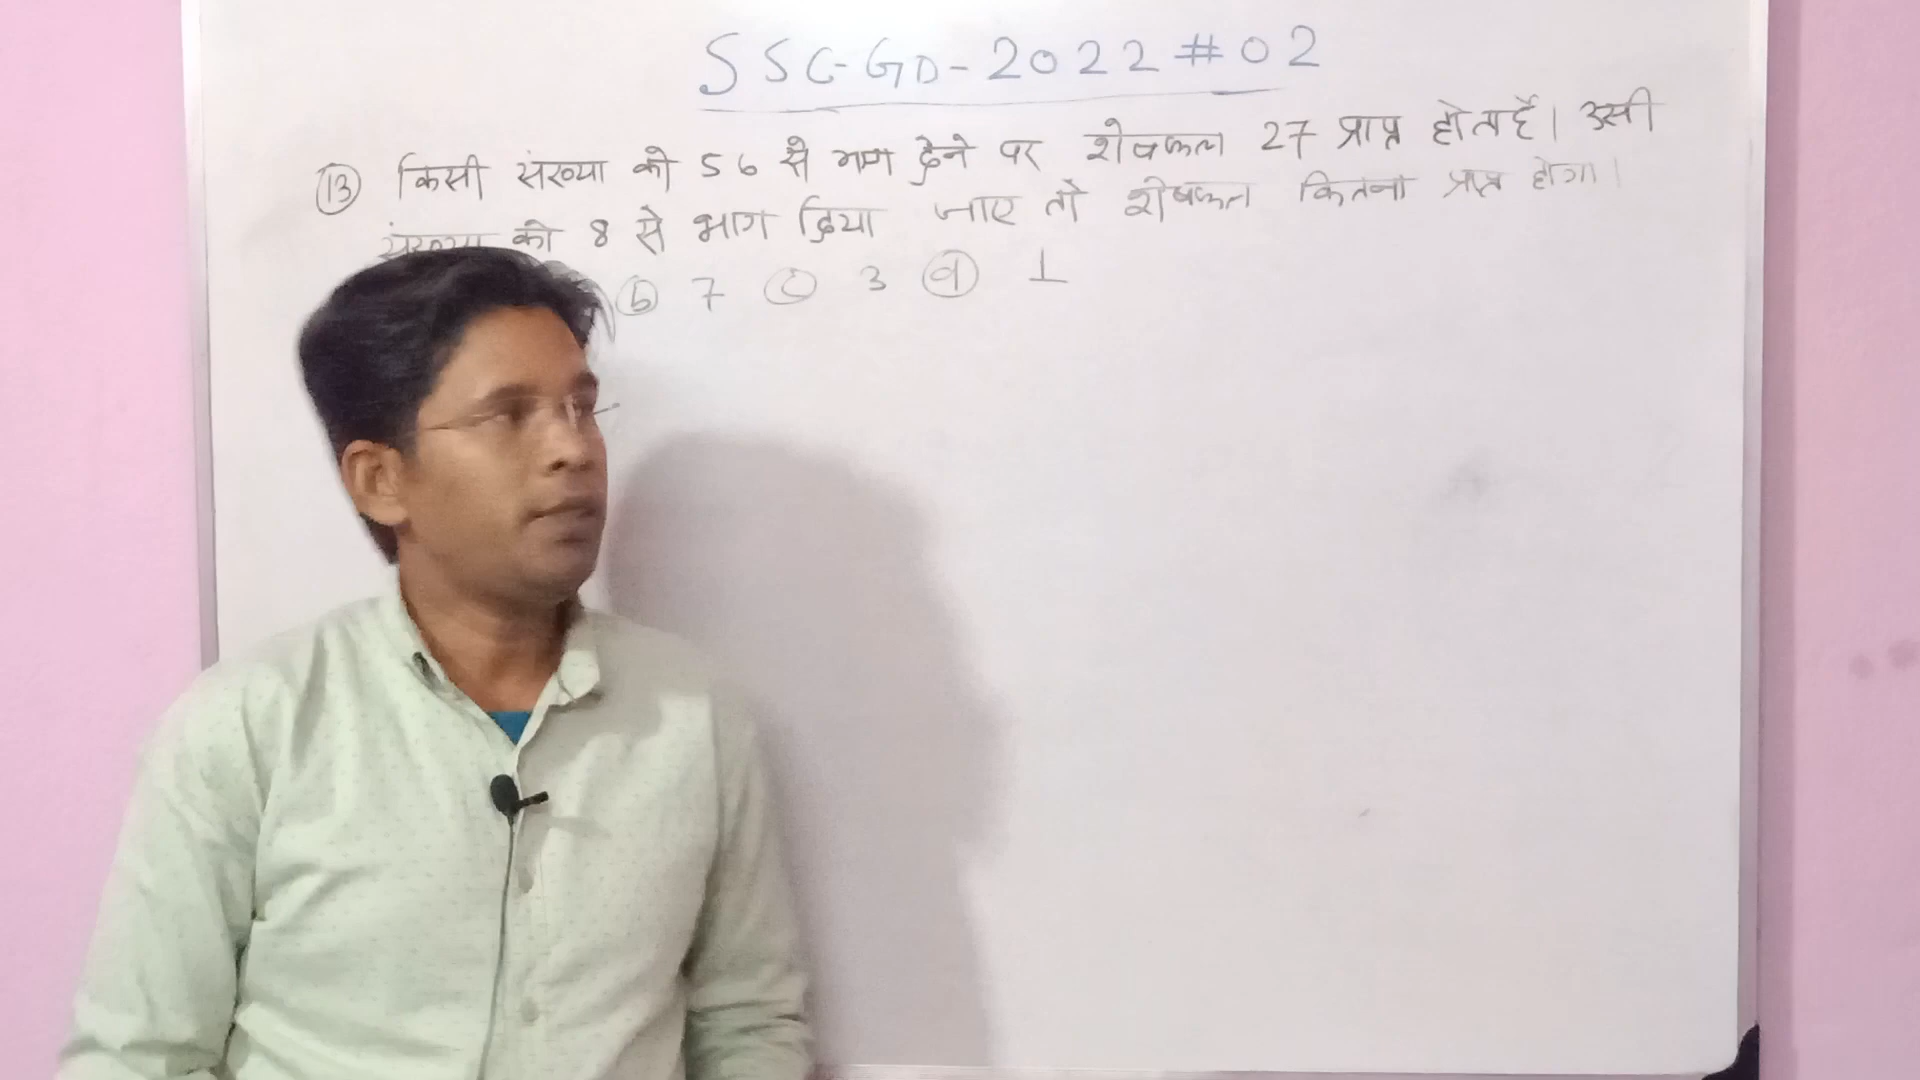 SSC-GD-2022 #02
13 किसी संख्या को 56 से भाग देने पर शेषफल 27 प्राप्त होता है। उसी
संख्या को 8 से भाग दिया जाए तो शेषफल कितना प्राप्त होगा।
b 7 c 3 d 1